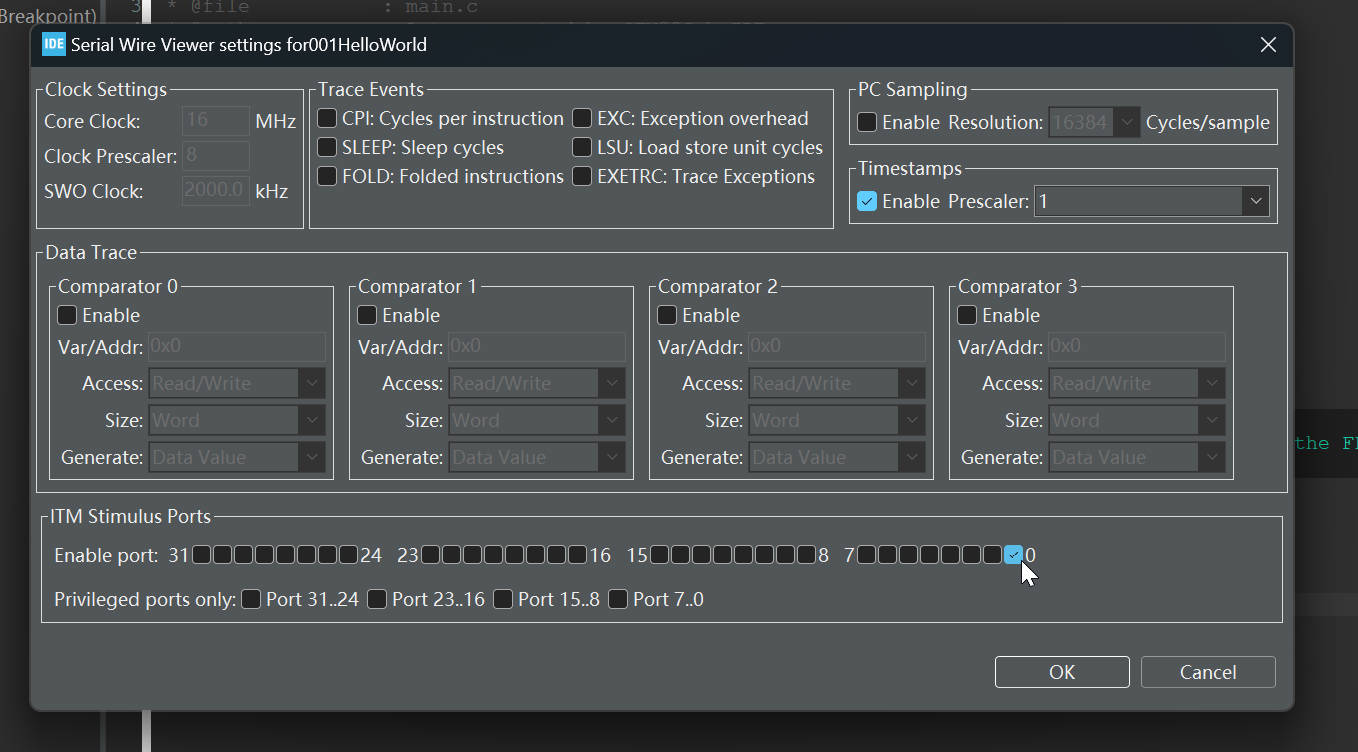 Breakpoint)
3 * @file : main.c
IDE Serial Wire Viewer settings for001HelloWorld
Clock Settings
Core Clock: 16 MHz
Clock Prescaler: 8
SWO Clock: 2000.0 kHz
Trace Events
CPI: Cycles per instruction EXC: Exception overhead
SLEEP: Sleep cycles LSU: Load store unit cycles
FOLD: Folded instructions EXETRC: Trace Exceptions
PC Sampling
Enable Resolution: 16384 Cycles/sample
Timestamps
Enable Prescaler: 1
Data Trace
Comparator 0
Enable
Var/Addr: 0x0
Access: Read/Write
Size: Word
Generate: Data Value
Comparator 1
Enable
Var/Addr: 0x0
Access: Read/Write
Size: Word
Generate: Data Value
Comparator 2
Enable
Var/Addr: 0x0
Access: Read/Write
Size: Word
Generate: Data Value
Comparator 3
Enable
Var/Addr: 0x0
Access: Read/Write
Size: Word
Generate: Data Value
the
ITM Stimulus Ports
Enable port: 31 24 23 16 15 8 7 0
Privileged ports only: Port 31..24 Port 23..16 Port 15..8 Port 7..0
OK Cancel